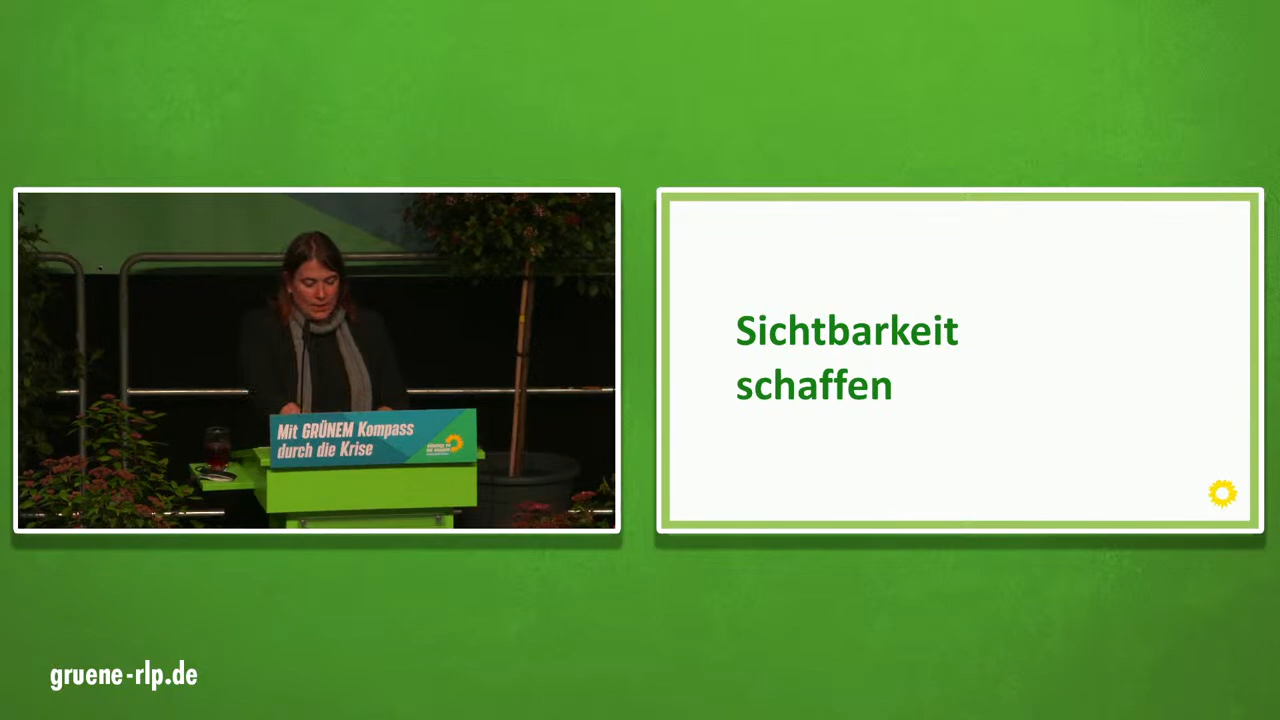 Mit GRÜNEM Kompass
durch die Krise
Sichtbarkeit
schaffen
gruene-rlp.de